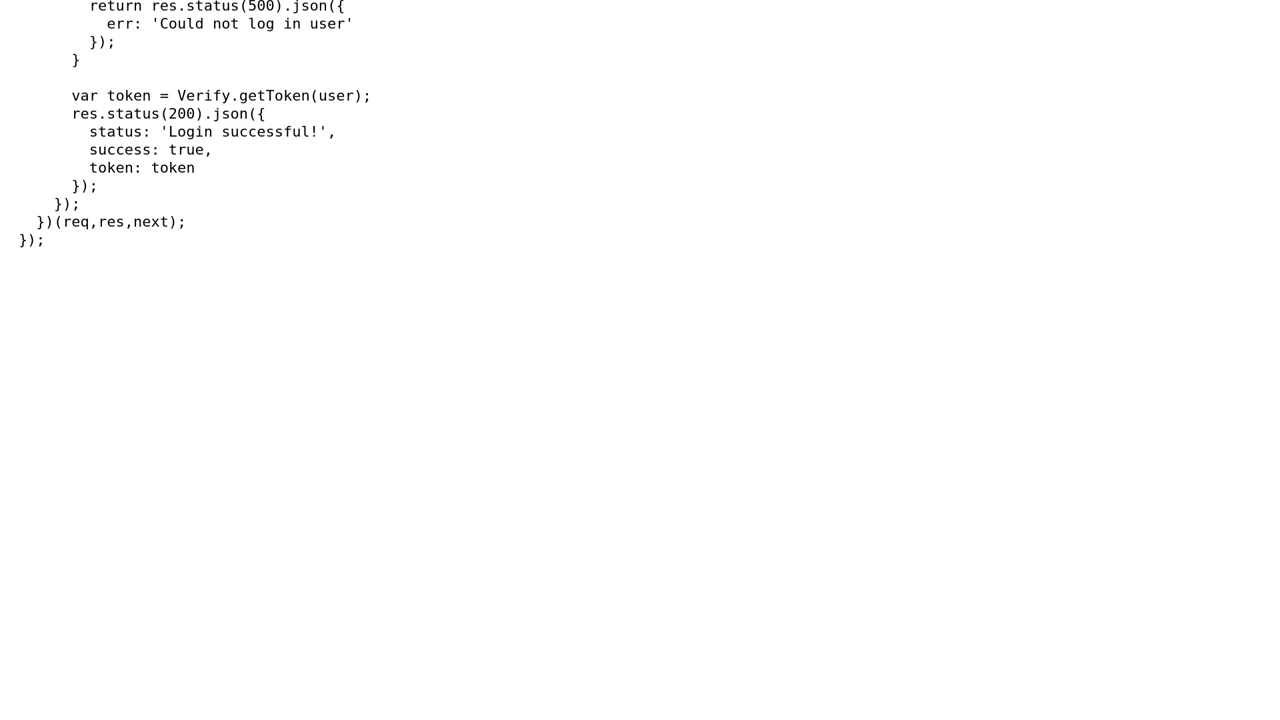 return res.status(500).json({
          err: 'Could not log in user'
        });
      }

      var token = Verify.getToken(user);
      res.status(200).json({
        status: 'Login successful!',
        success: true,
        token: token
      });
    });
  })(req,res,next);
});